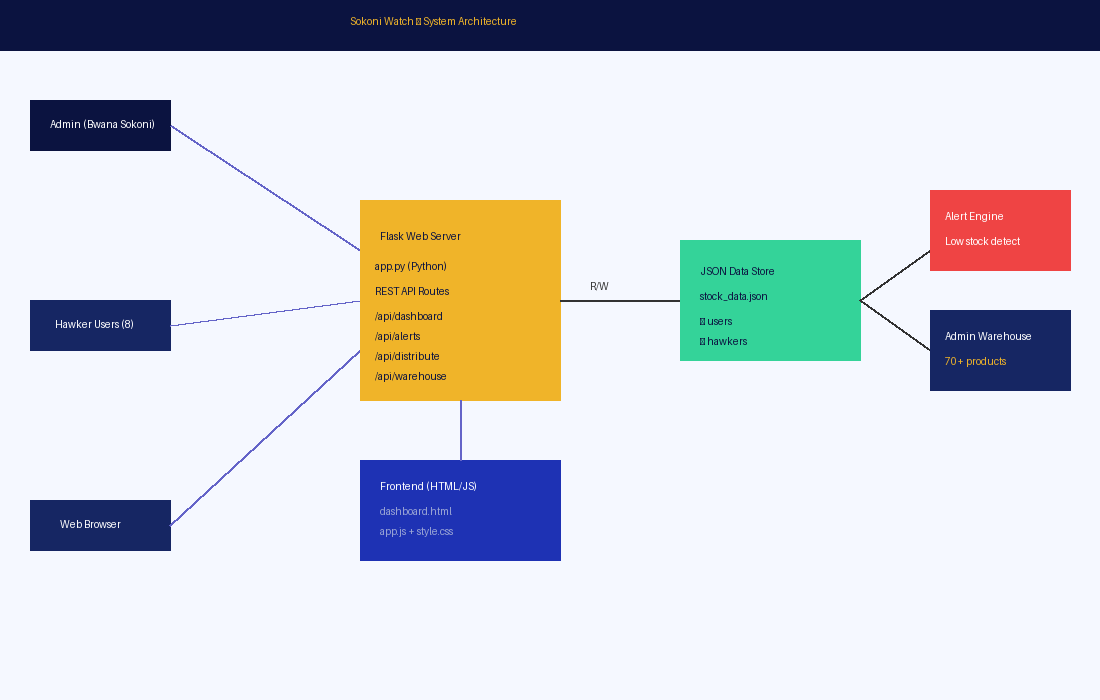 Sokoni Watch ▯ System Architecture
Admin (Bwana Sokoni)
Hawker Users (8)
Web Browser
Flask Web Server
app.py (Python)
REST API Routes
/api/dashboard
/api/alerts
/api/distribute
/api/warehouse
Frontend (HTML/JS)
dashboard.html
app.js + style.css
R/W
JSON Data Store
stock_data.json
▯ users
▯ hawkers
Alert Engine
Low stock detect
Admin Warehouse
70+ products